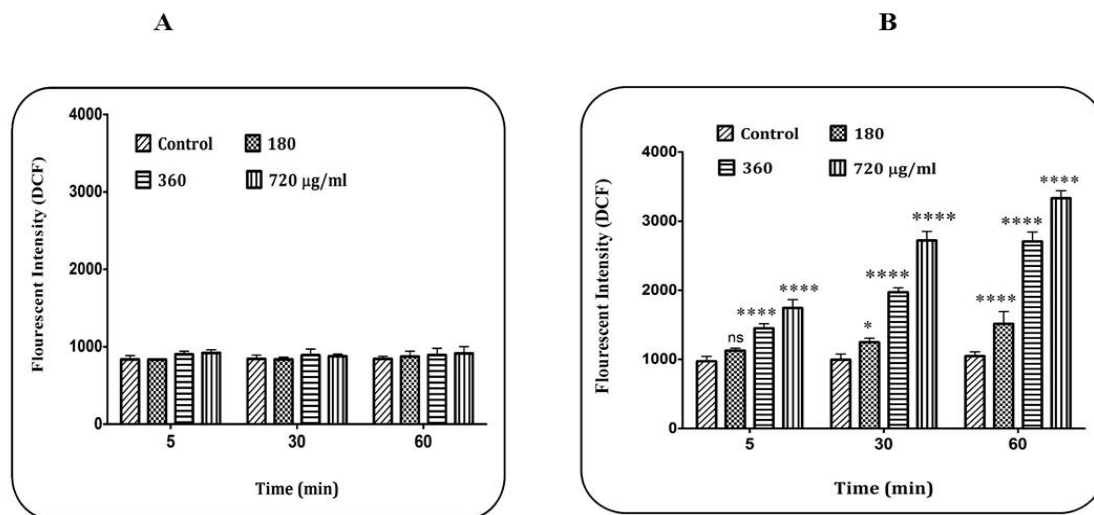 A
B
Flourescent Intensity (DCF)
4000
3000
2000
1000
0
Control
180
360
720 μg/ml
5
30
60
Time (min)
Flourescent Intensity (DCF)
Control
180
360
720 μg/ml
4000
3000
2000
1000
0
ns
****
****
*
****
****
****
****
****
5
30
60
Time (min)